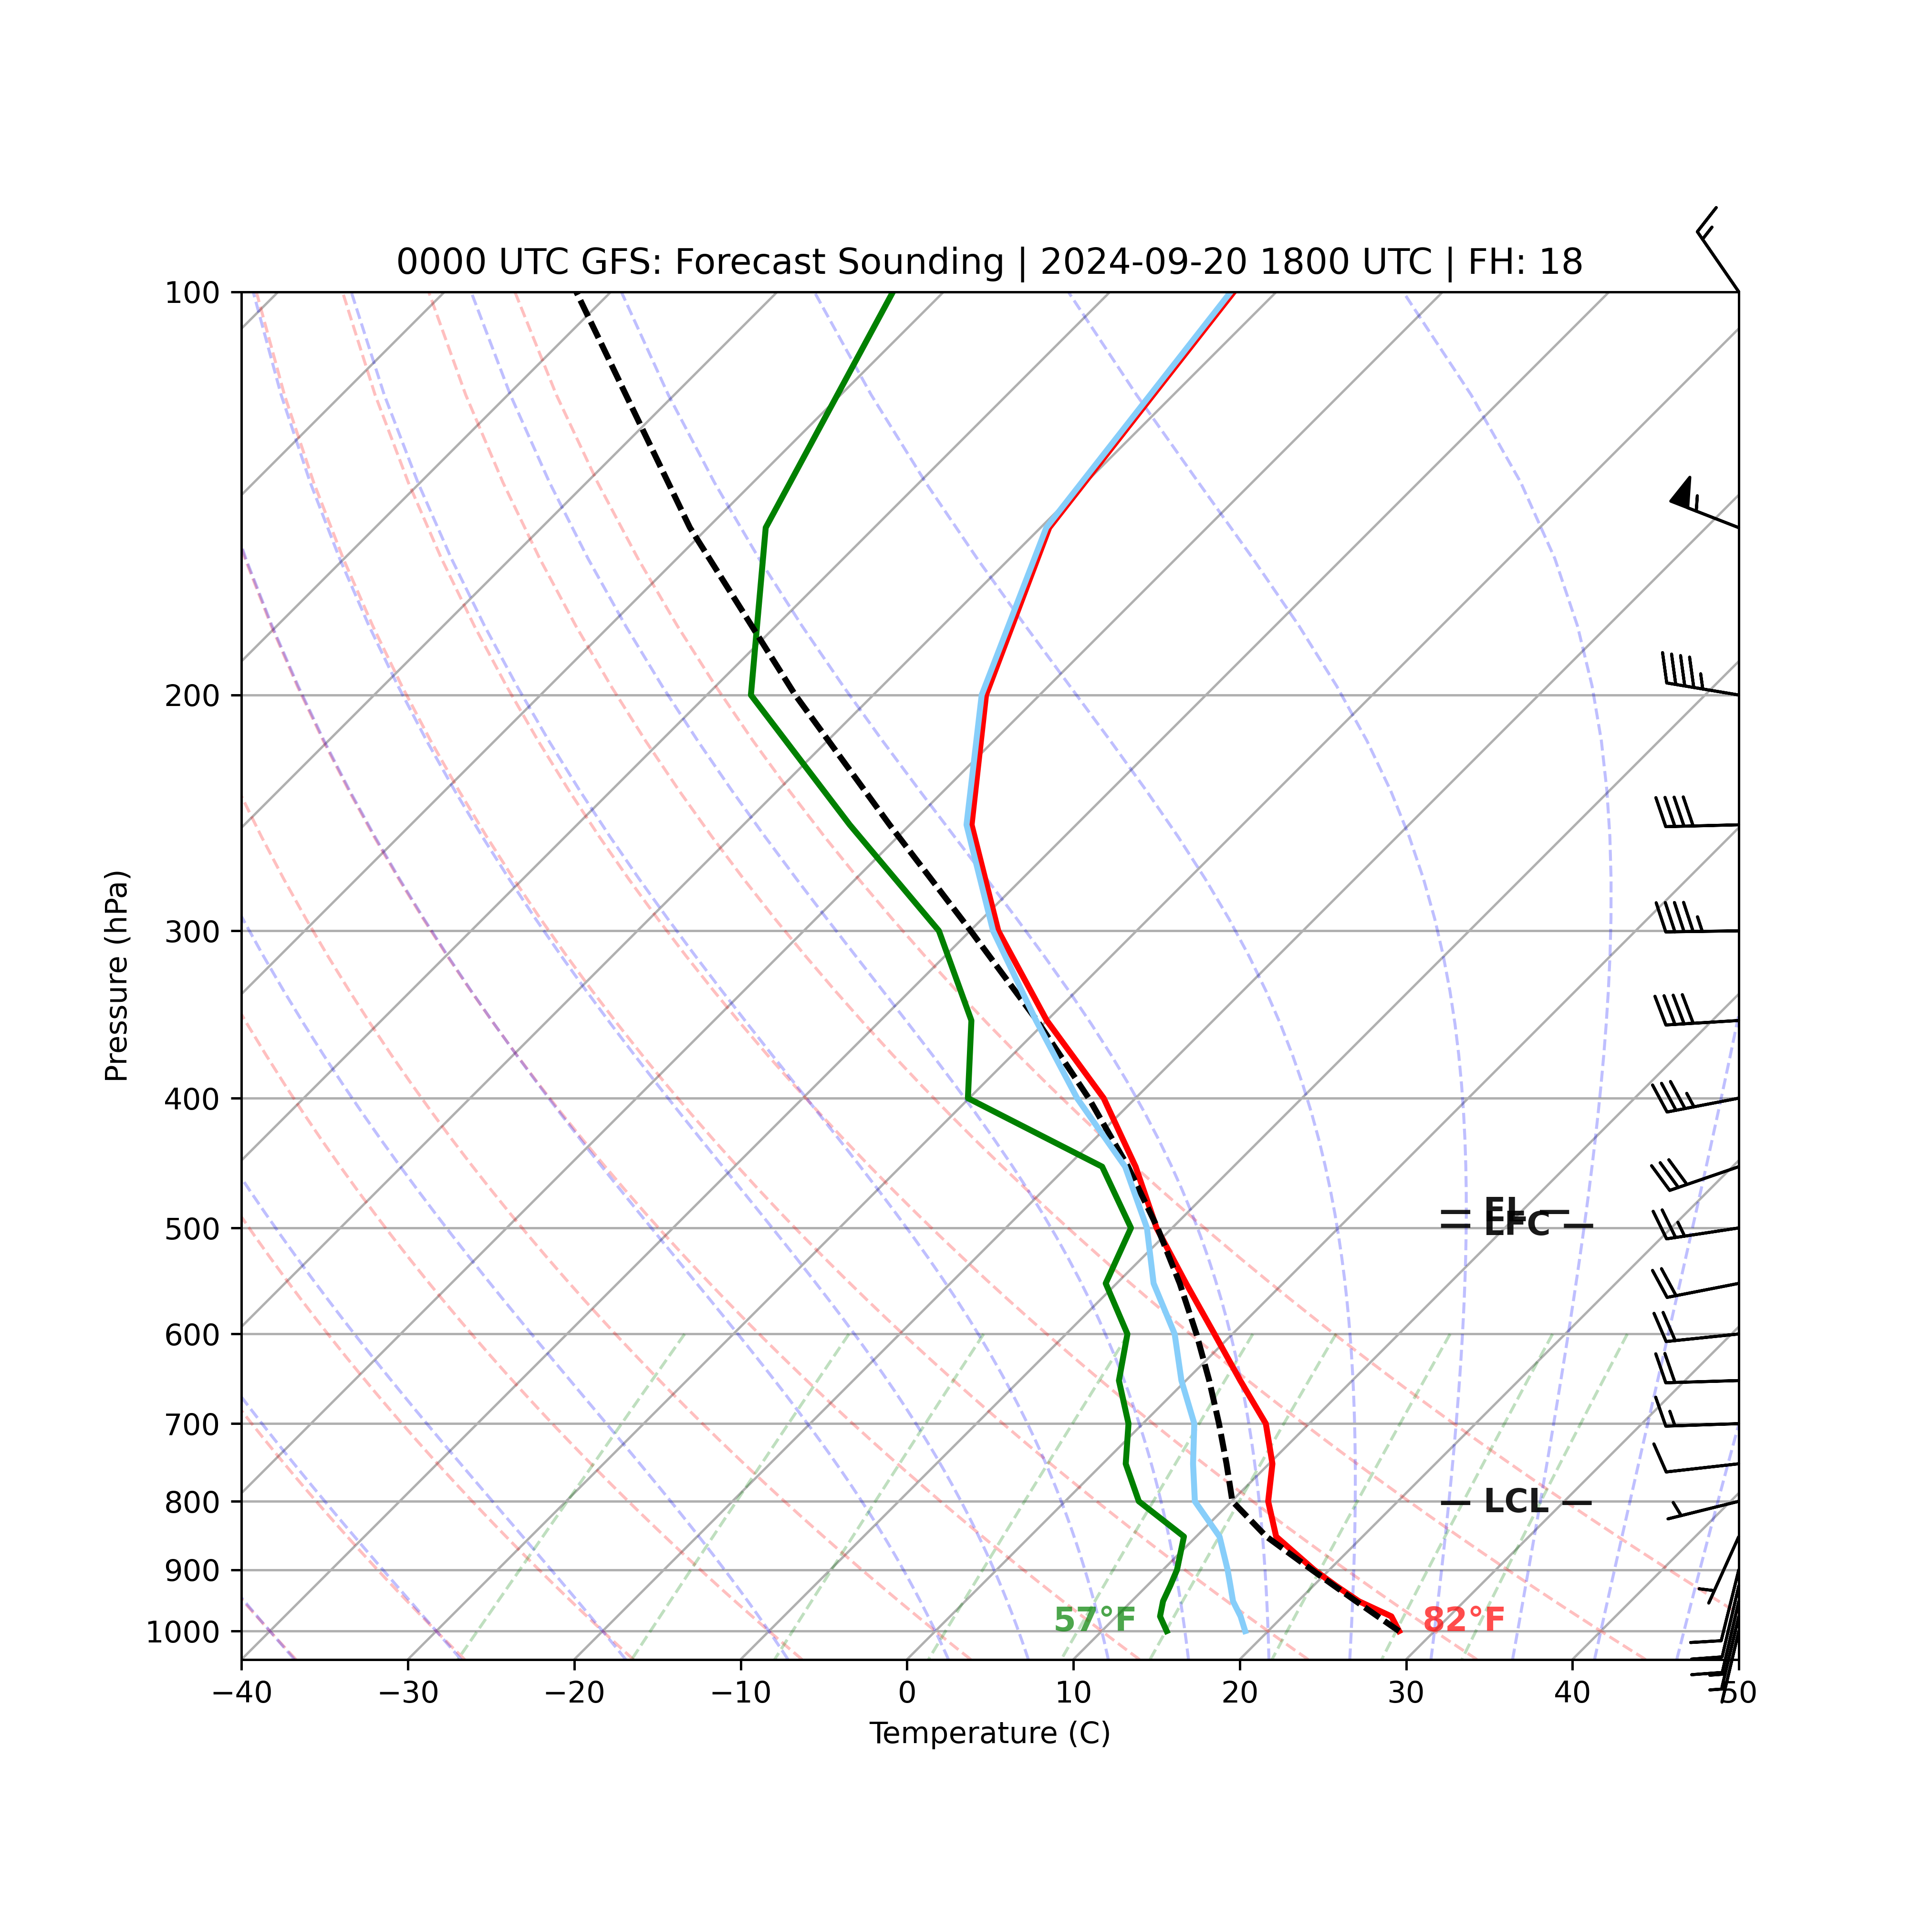 0000 UTC GFS: Forecast Sounding | 2024-09-20 1800 UTC | FH: 18
100
200
300
400
500
600
700
800
900
1000
Pressure (hPa)
— EL —
— LFC —
— LCL —
57°F
82°F
−40 −30 −20 −10 0 10 20 30 40 50
Temperature (C)